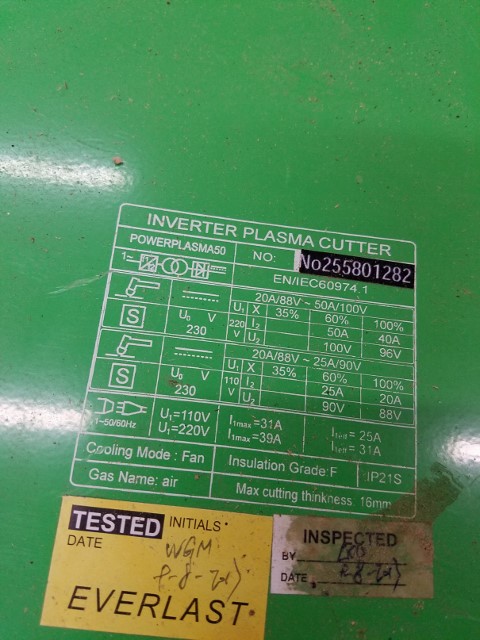 INVERTER PLASMA CUTTER
POWERPLASMA50 NO: No255801282
1~ EN/IEC60974.1
20A/88V ~ 50A/100V
S U₀ V 230 U₁ 220 V X 35% 60% 100%
I₂ 50A 40A
U₂ 100V 96V
20A/88V ~ 25A/90V
S U₀ V 230 U₁ 110 V X 35% 60% 100%
I₂ 25A 20A
U₂ 90V 88V
1~50/60Hz U₁=110V I₁max=31A I₁eff= 25A
U₁=220V I₁max=39A I₁eff= 31A
Cooling Mode : Fan Insulation Grade:F IP21S
Gas Name: air Max cutting thinkness 16mm
TESTED INITIALS
DATE WGM
EVERLAST
INSPECTED
BY
DATE